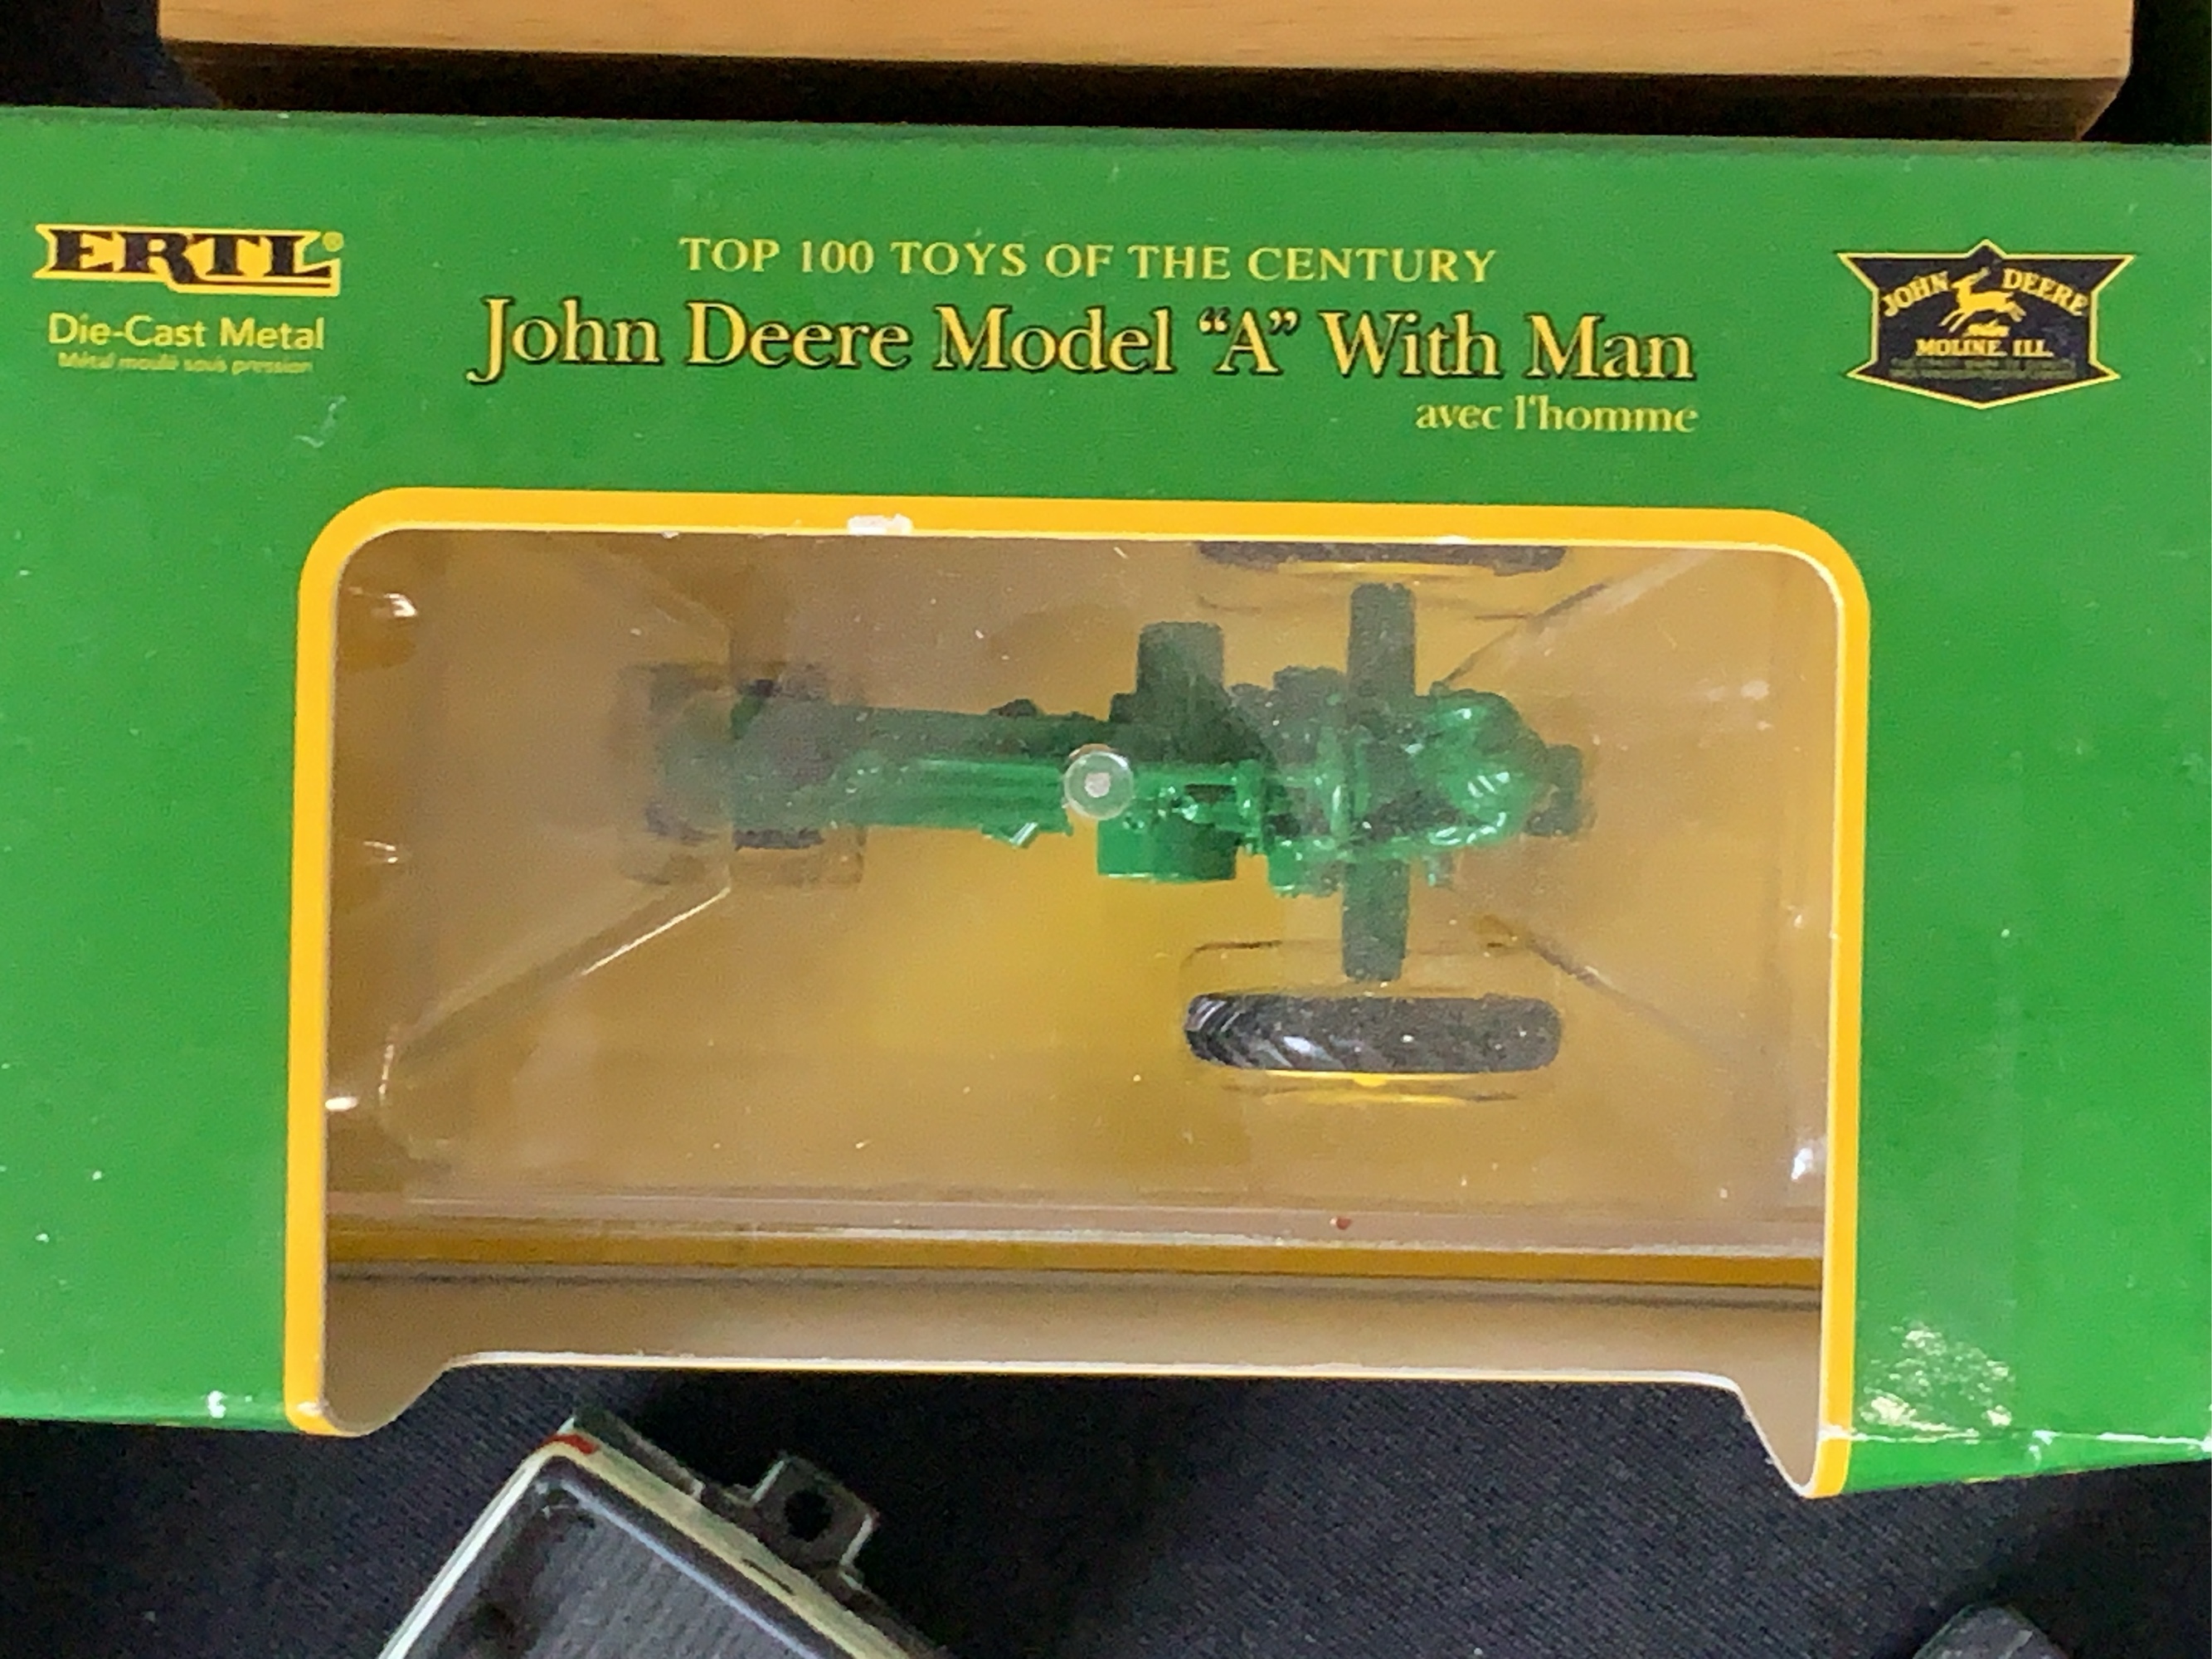 ERTL®
Die-Cast Metal
Métal moulé sous pression
TOP 100 TOYS OF THE CENTURY
John Deere Model “A” With Man
avec l'homme
JOHN DEERE
MOLINE, ILL.